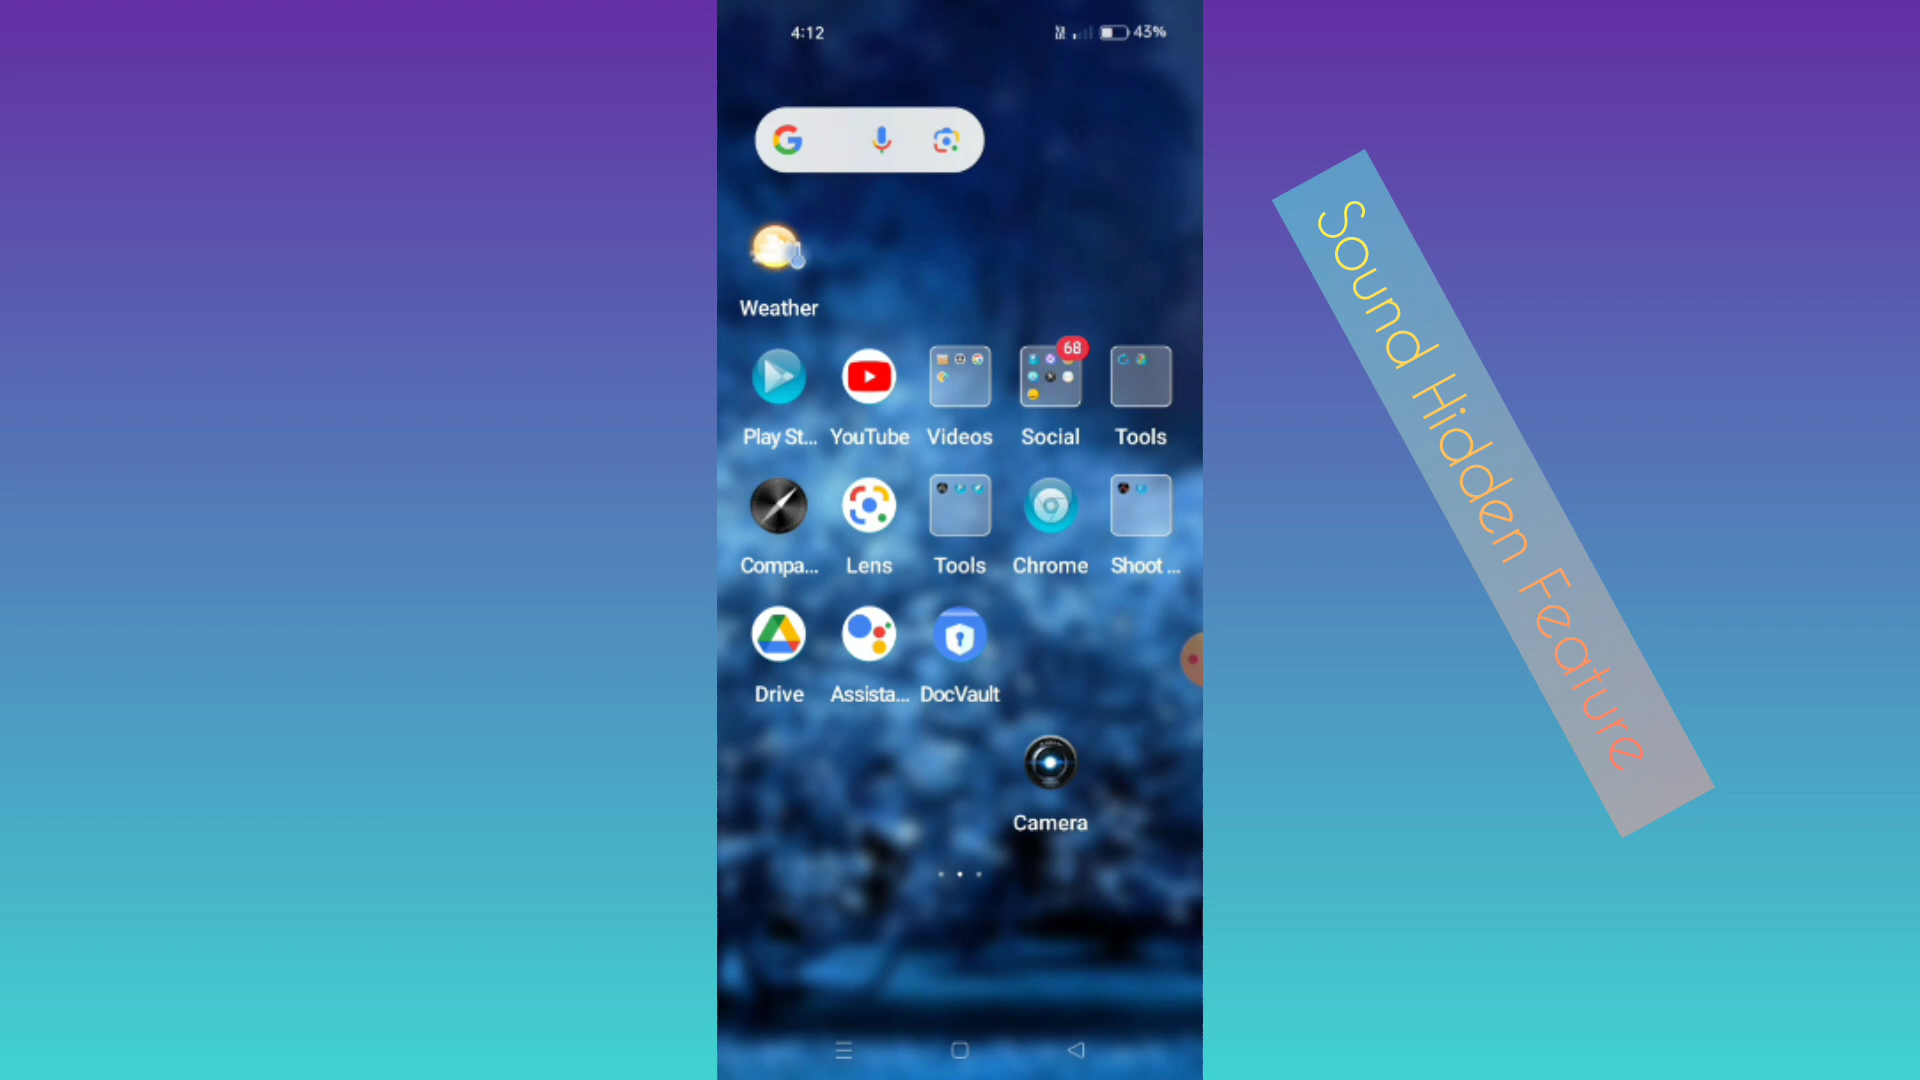 4:12
43%
Weather
68
Play St...
YouTube
Videos
Social
Tools
Compa...
Lens
Tools
Chrome
Shoot ...
Drive
Assista...
DocVault
Camera
Sound Hidden Feature